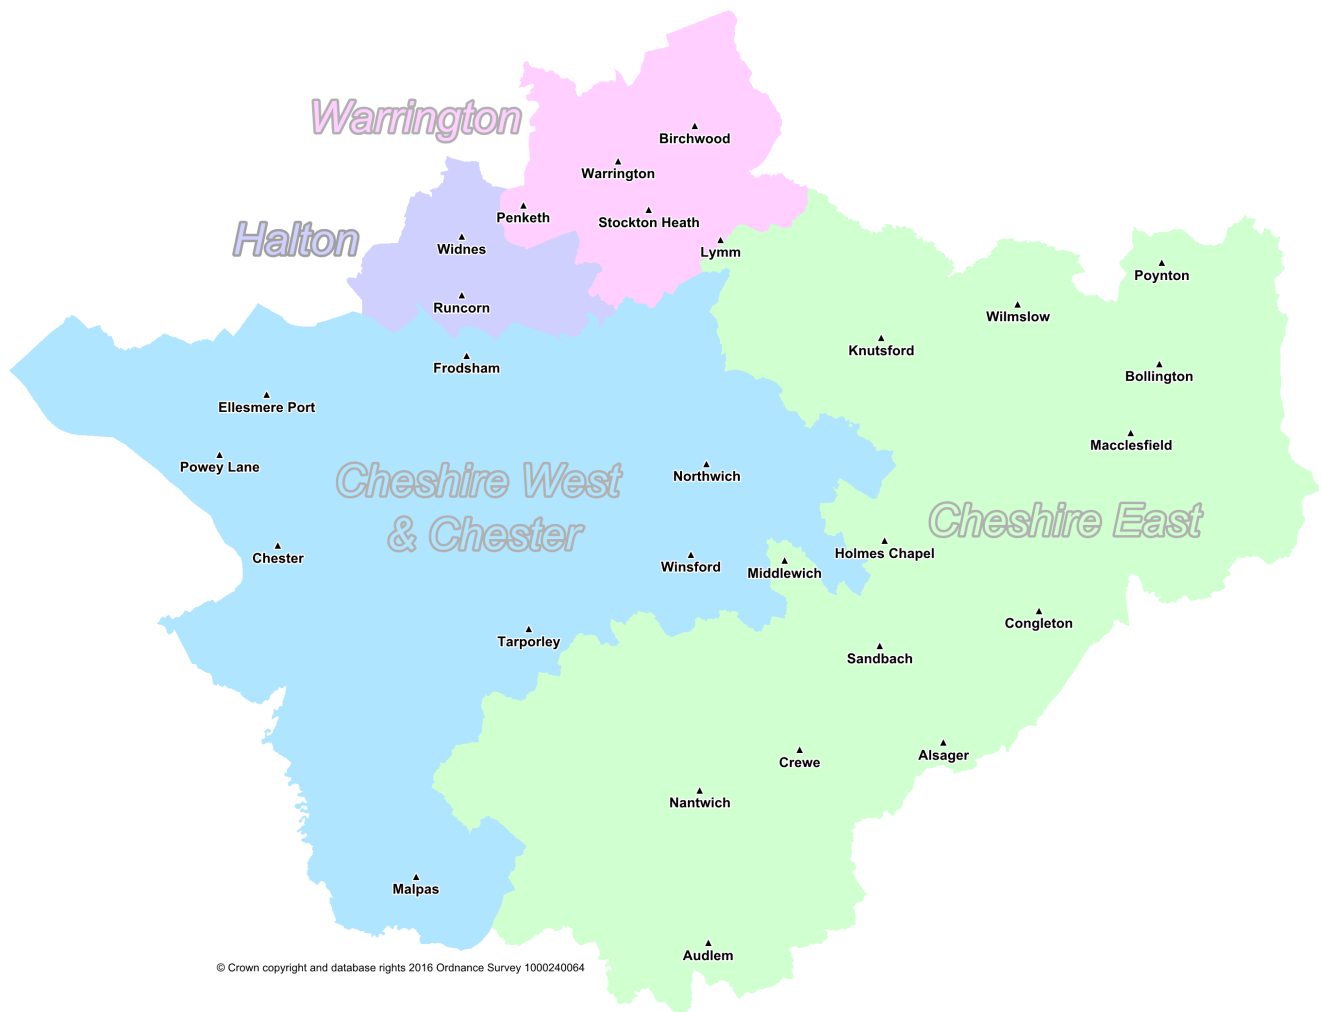 Warrington
Birchwood
Warrington
Penketh
Stockton Heath
Halton
Widnes
Lymm
Poynton
Runcorn
Wilmslow
Knutsford
Frodsham
Bollington
Ellesmere Port
Macclesfield
Powey Lane
Cheshire West
& Chester
Northwich
Cheshire East
Chester
Holmes Chapel
Winsford
Middlewich
Congleton
Tarporley
Sandbach
Alsager
Crewe
Nantwich
Malpas
Audlem
© Crown copyright and database rights 2016 Ordnance Survey 1000240064